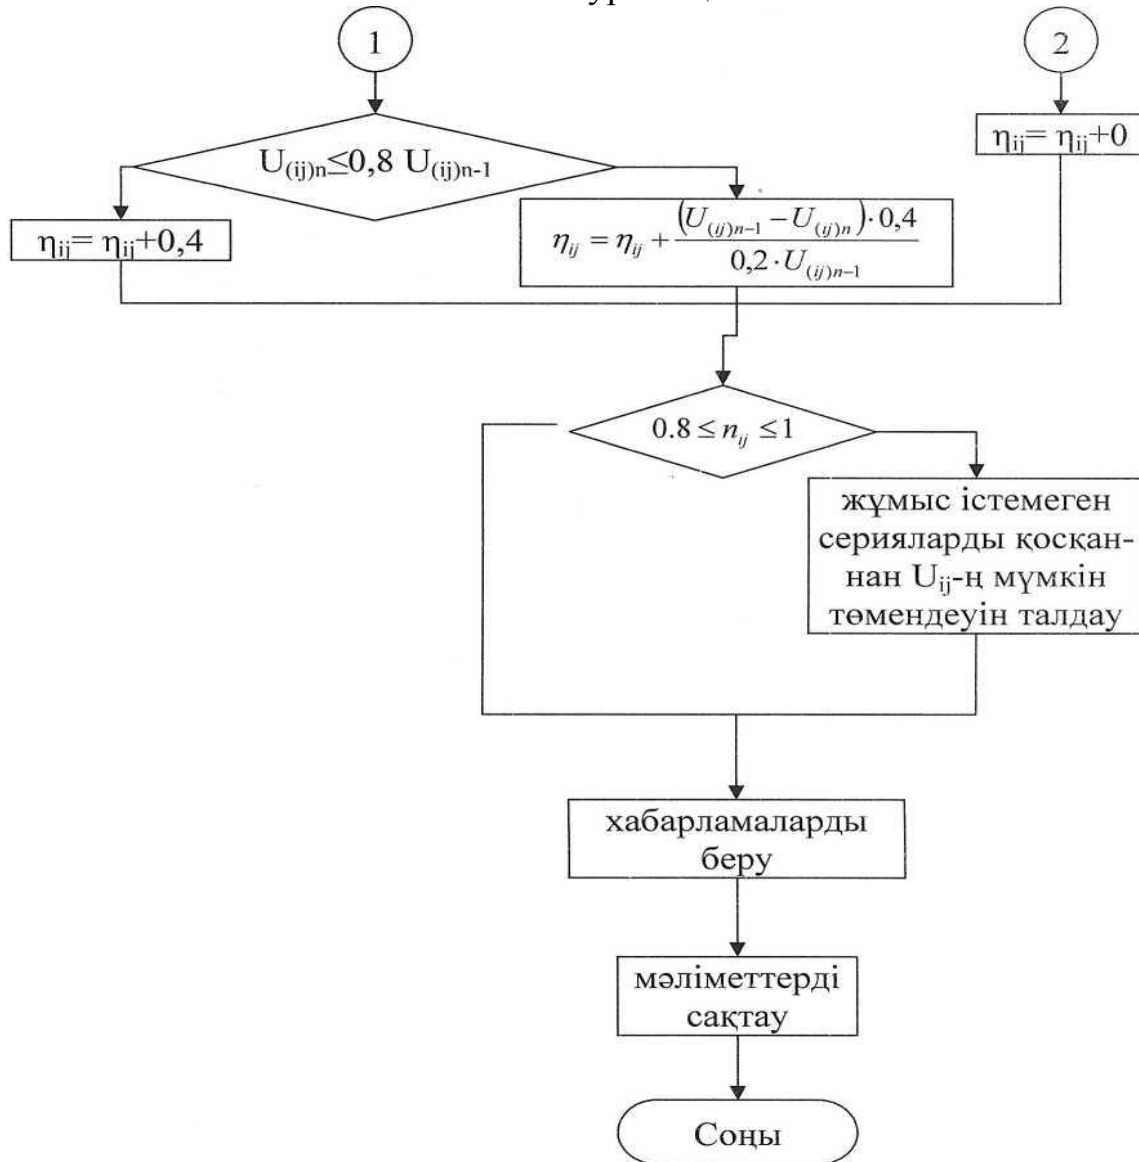 1
2
U(ij)n≤0,8 U(ij)n-1
ηij= ηij+0
ηij= ηij+0,4
ηij = ηij + (U(ij)n−1 − U(ij)n)·0,4
0,2·U(ij)n−1
0.8 ≤ nij ≤1
жұмыс істемеген
серияларды қосқан-
нан Uij-ң мүмкін
төмендеуін талдау
хабарламаларды
беру
мәліметтерді
сақтау
Соңы